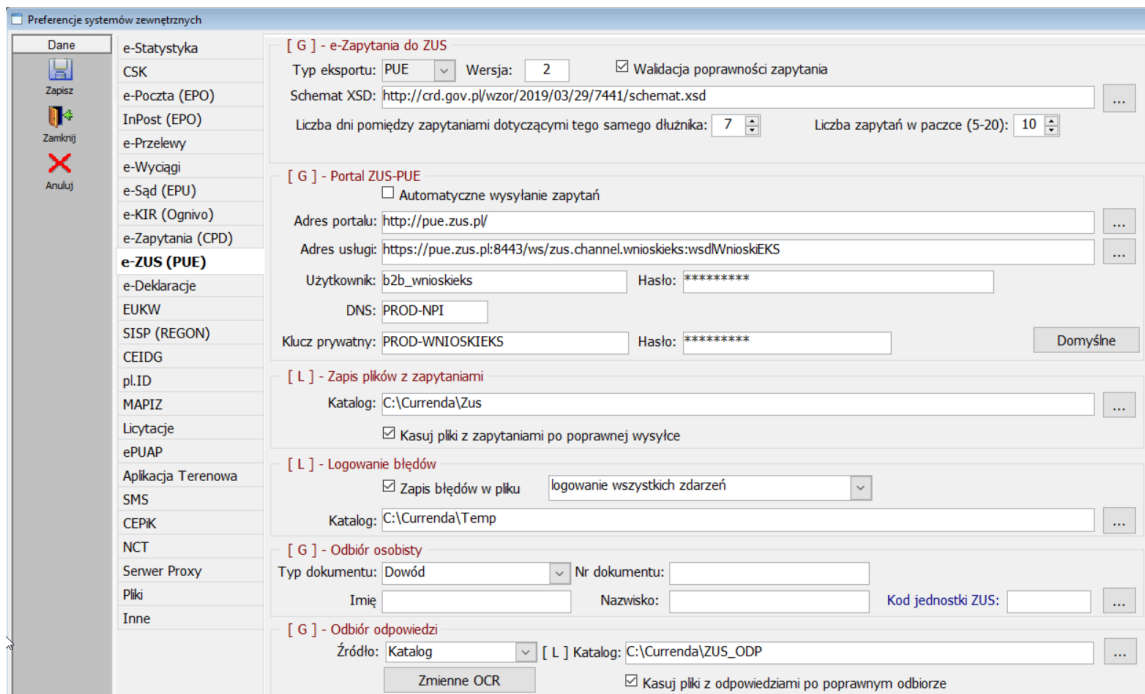 Preferencje systemów zewnętrznych
Dane
Zapisz
Zamknij
Anuluj
e-Statystyka
CSK
e-Poczta (EPO)
InPost (EPO)
e-Przelewy
e-Wyciągi
e-Sąd (EPU)
e-KIR (Ognivo)
e-Zapytania (CPD)
e-ZUS (PUE)
e-Deklaracje
EUKW
SISP (REGON)
CEIDG
pl.ID
MAPIZ
Licytacje
ePUAP
Aplikacja Terenowa
SMS
CEPiK
NCT
Serwer Proxy
Pliki
Inne
[ G ] - e-Zapytania do ZUS
Typ eksportu: PUE Wersja: 2 Walidacja poprawności zapytania
Schemat XSD: http://crd.gov.pl/wzor/2019/03/29/7441/schemat.xsd ...
Liczba dni pomiędzy zapytaniami dotyczącymi tego samego dłużnika: 7 Liczba zapytań w paczce (5-20): 10
[ G ] - Portal ZUS-PUE
Automatyczne wysyłanie zapytań
Adres portalu: http://pue.zus.pl/ ...
Adres usługi: https://pue.zus.pl:8443/ws/zus.channel.wnioskieks:wsdlWnioskiEKS ...
Użytkownik: b2b_wnioskieks Hasło: *********
DNS: PROD-NPI
Klucz prywatny: PROD-WNIOSKIEKS Hasło: ********* Domyślne
[ L ] - Zapis plików z zapytaniami
Katalog: C:\Currenda\Zus ...
Kasuj pliki z zapytaniami po poprawnej wysyłce
[ L ] - Logowanie błędów
Zapis błędów w pliku logowanie wszystkich zdarzeń
Katalog: C:\Currenda\Temp ...
[ G ] - Odbiór osobisty
Typ dokumentu: Dowód Nr dokumentu:
Imię Nazwisko: Kod jednostki ZUS: ...
[ G ] - Odbiór odpowiedzi
Źródło: Katalog [ L ] Katalog: C:\Currenda\ZUS_ODP ...
Zmienne OCR Kasuj pliki z odpowiedziami po poprawnym odbiorze